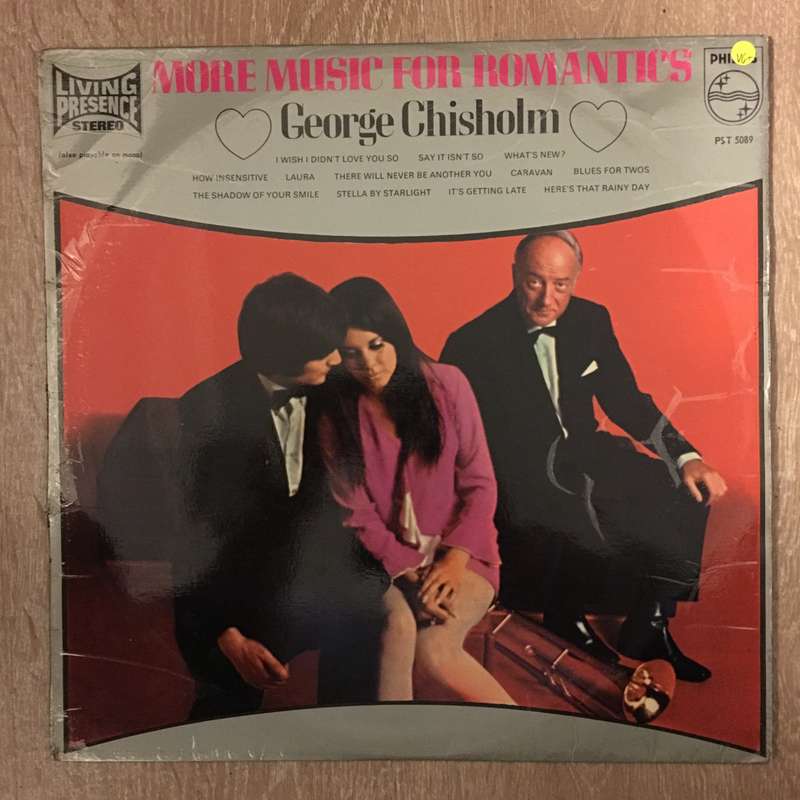 LIVING
PRESENCE
STEREO
(also playable on mono)
MORE MUSIC FOR ROMANTICS
George Chisholm
I WISH I DIDN'T LOVE YOU SO SAY IT ISN'T SO WHAT'S NEW?
HOW INSENSITIVE LAURA THERE WILL NEVER BE ANOTHER YOU CARAVAN BLUES FOR TWOS
THE SHADOW OF YOUR SMILE STELLA BY STARLIGHT IT'S GETTING LATE HERE'S THAT RAINY DAY
PST 5089